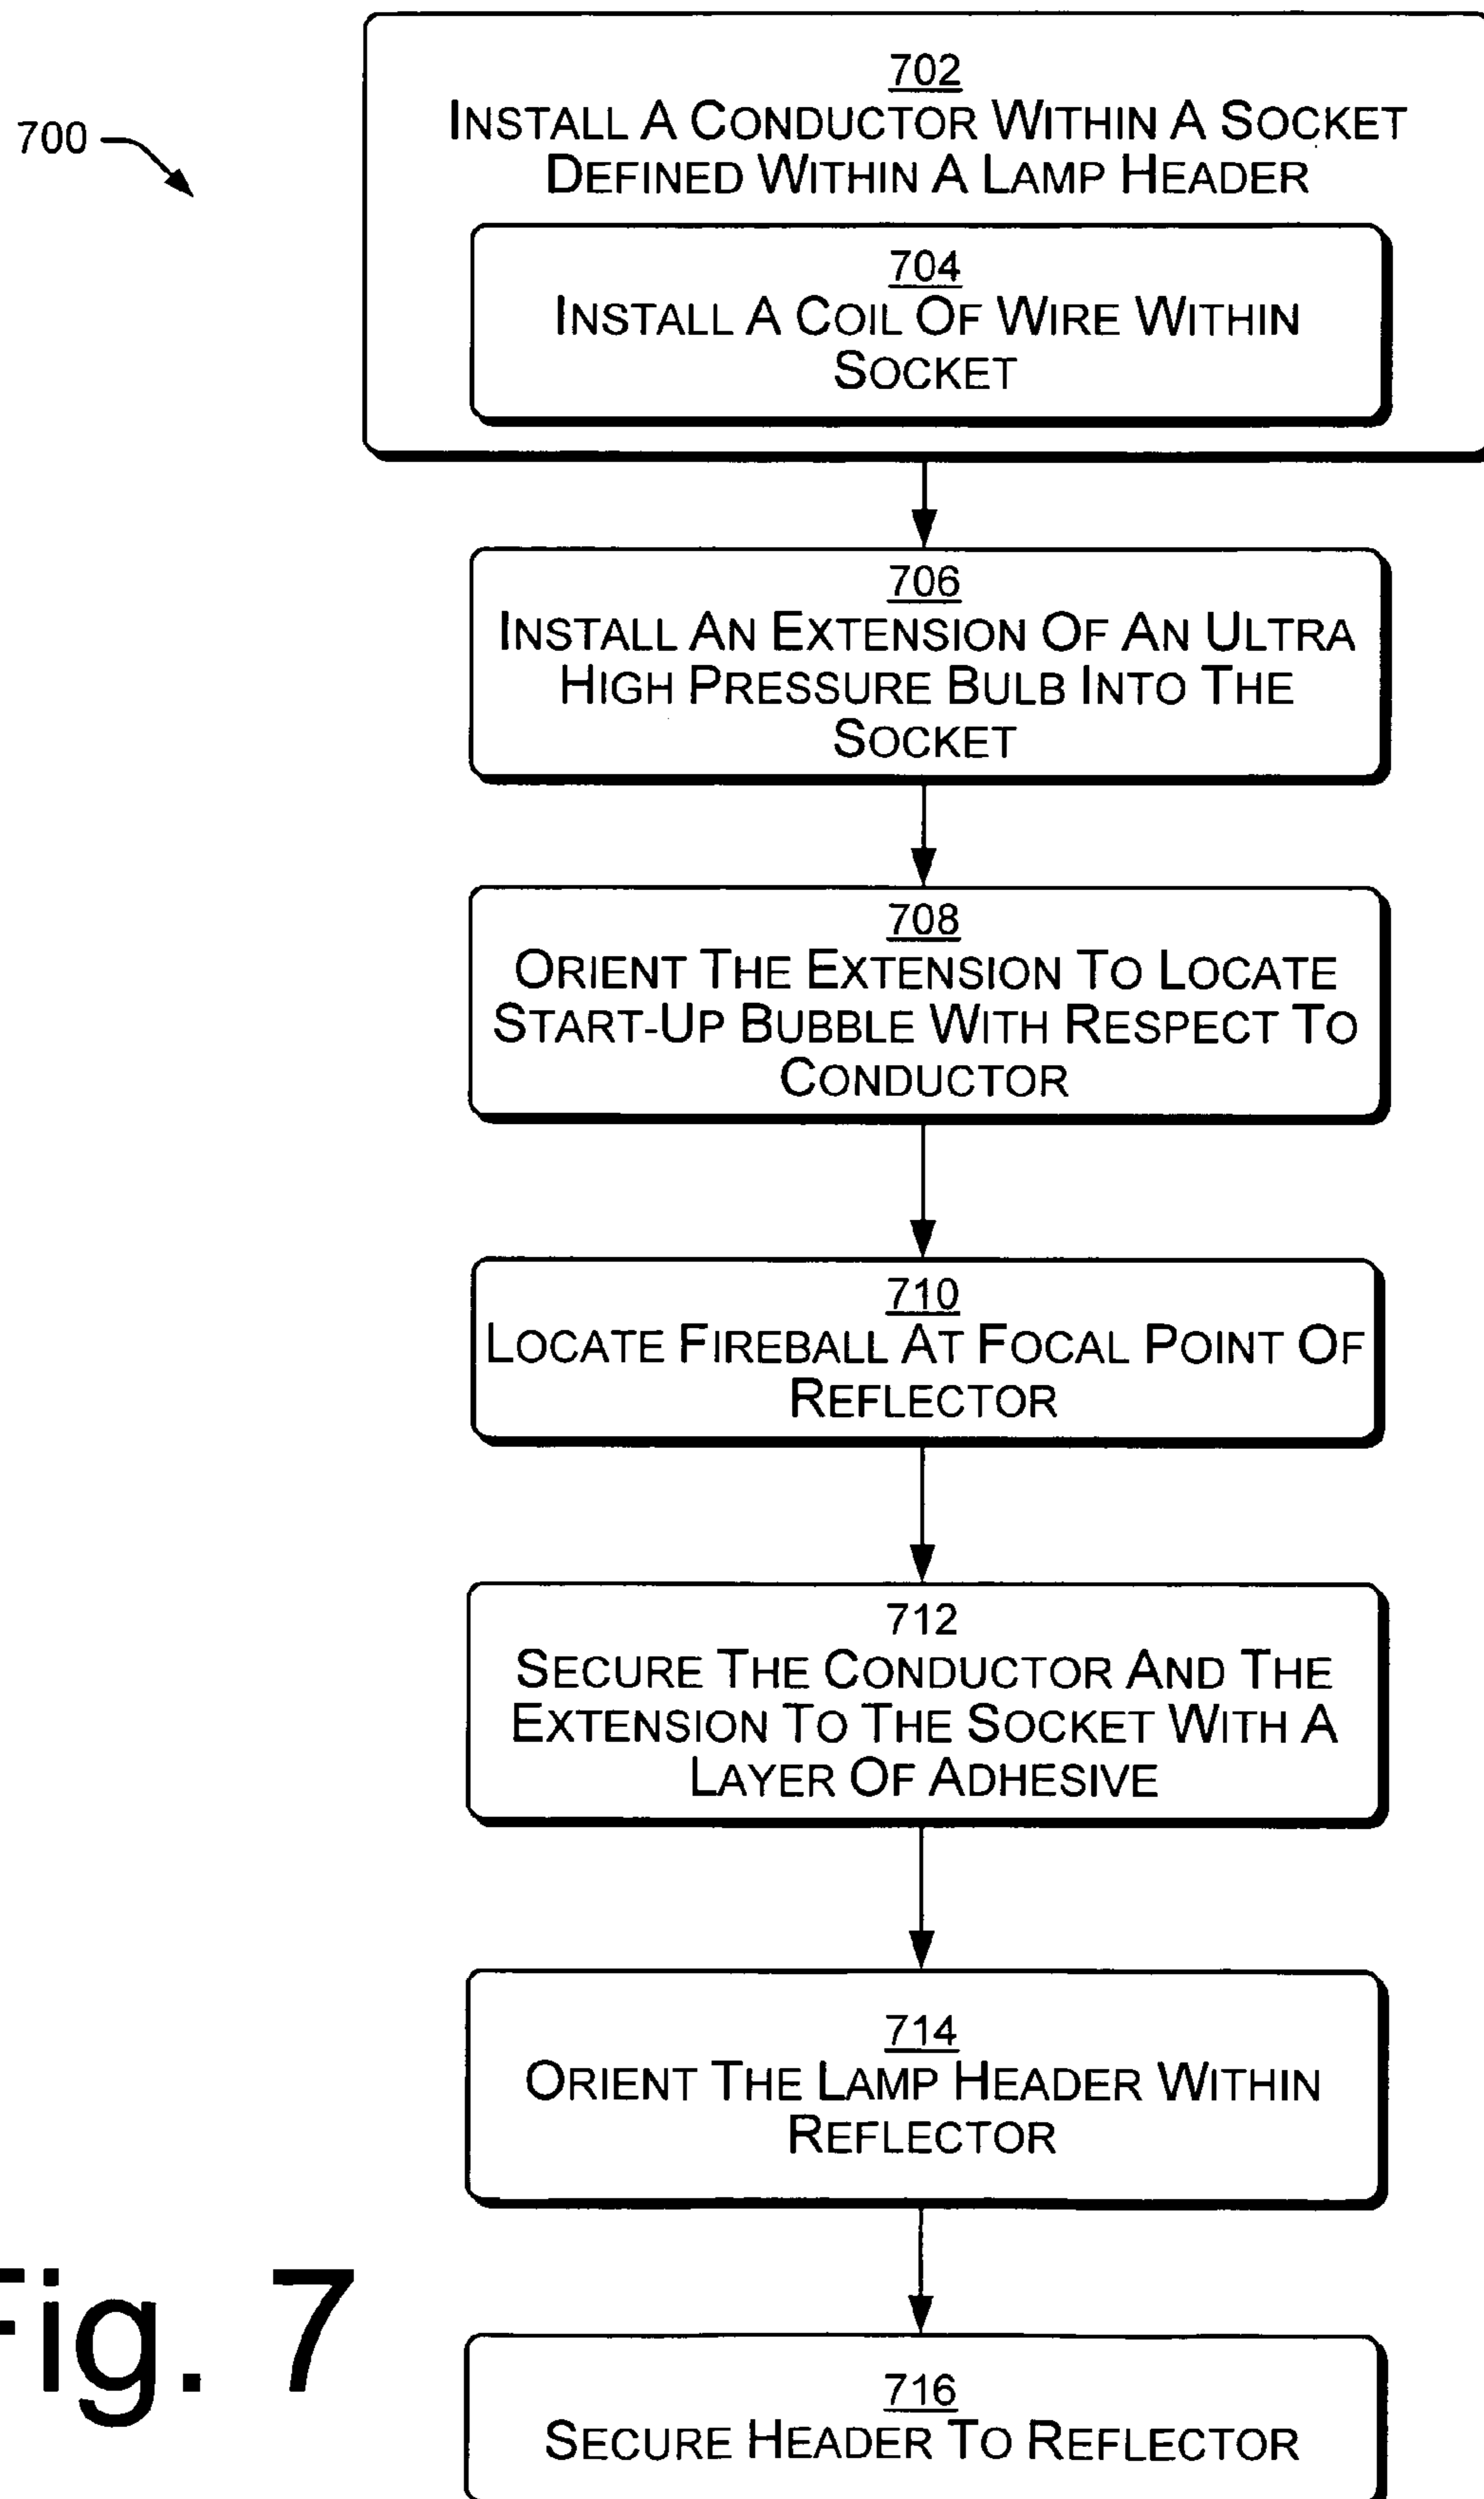 700
702
INSTALL A CONDUCTOR WITHIN A SOCKET
DEFINED WITHIN A LAMP HEADER
704
INSTALL A COIL OF WIRE WITHIN
SOCKET
706
INSTALL AN EXTENSION OF AN ULTRA
HIGH PRESSURE BULB INTO THE
SOCKET
708
ORIENT THE EXTENSION TO LOCATE
START-UP BUBBLE WITH RESPECT TO
CONDUCTOR
710
LOCATE FIREBALL AT FOCAL POINT OF
REFLECTOR
712
SECURE THE CONDUCTOR AND THE
EXTENSION TO THE SOCKET WITH A
LAYER OF ADHESIVE
714
ORIENT THE LAMP HEADER WITHIN
REFLECTOR
716
SECURE HEADER TO REFLECTOR
Fig. 7